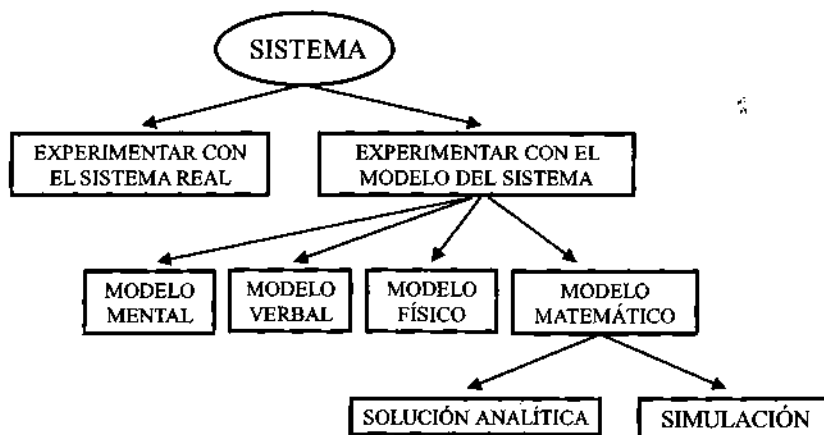 SISTEMA
EXPERIMENTAR CON
EL SISTEMA REAL
EXPERIMENTAR CON EL
MODELO DEL SISTEMA
MODELO
MENTAL
MODELO
VERBAL
MODELO
FÍSICO
MODELO
MATEMÁTICO
SOLUCIÓN ANALÍTICA
SIMULACIÓN